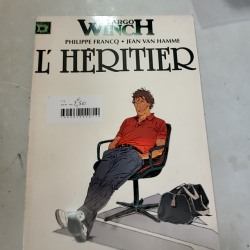 LARGO
WINCH
PHILIPPE FRANCQ • JEAN VAN HAMME
L'HÉRITIER